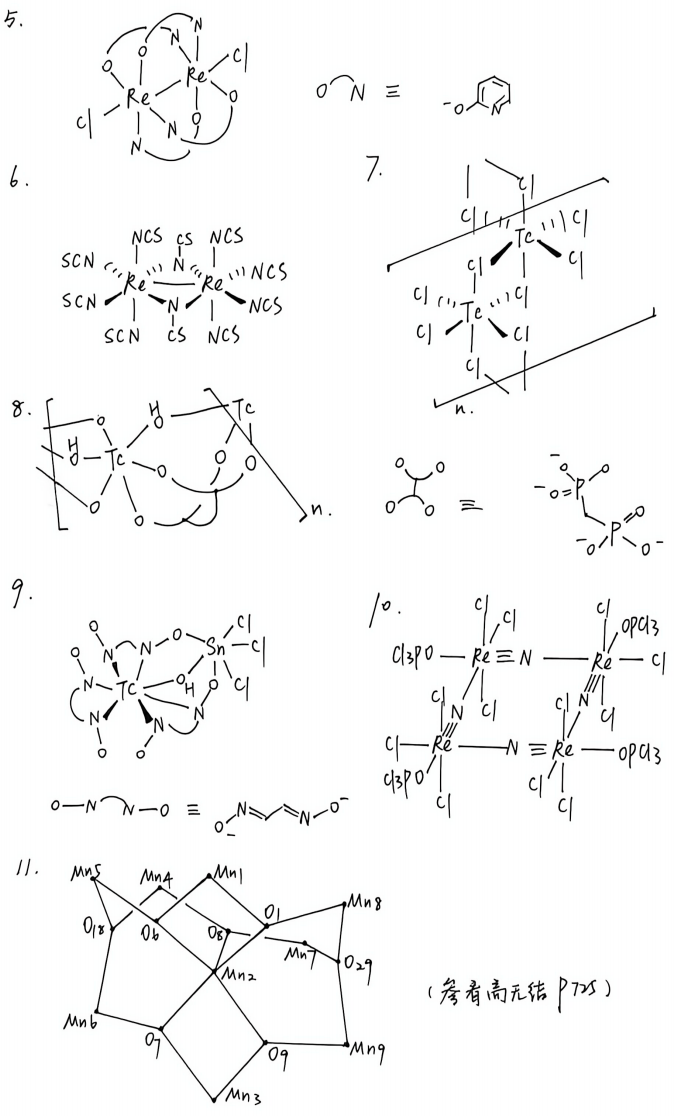 5.
N
N
O
O
Re
Cl
Re
O
Cl
N
O
N
O N ≡ ⁻O N
6.
NCS CS NCS
SCN N NCS
Re Re
SCN N NCS
SCN CS NCS
7.
Cl
Cl Cl
Tc
Cl Cl
Cl Cl
Tc
Cl Cl
Cl
n.
8.
O H Tc
O
H
O Tc O O O
O O
n.
O O
O O
≡
⁻O O
⁻O=P
P=O
⁻O O⁻
9.
O
O N N O Cl
Sn Cl
N Tc OH O Cl
N N N
O O
O—N N—O ≡ O⁻ N N—O⁻
10.
Cl Cl Cl OPCl3
Cl3PO Re≡N Re Cl
Cl Cl N Cl Cl
N
Cl Re N≡Re OPCl3
Cl3PO Cl Cl Cl
11.
Mn5 Mn4 Mn1
Mn8
O18 O6 O8 O1
Mn7 O29
Mn2
Mn6
O7 O9 Mn9
Mn3
(参看高无结 P725)